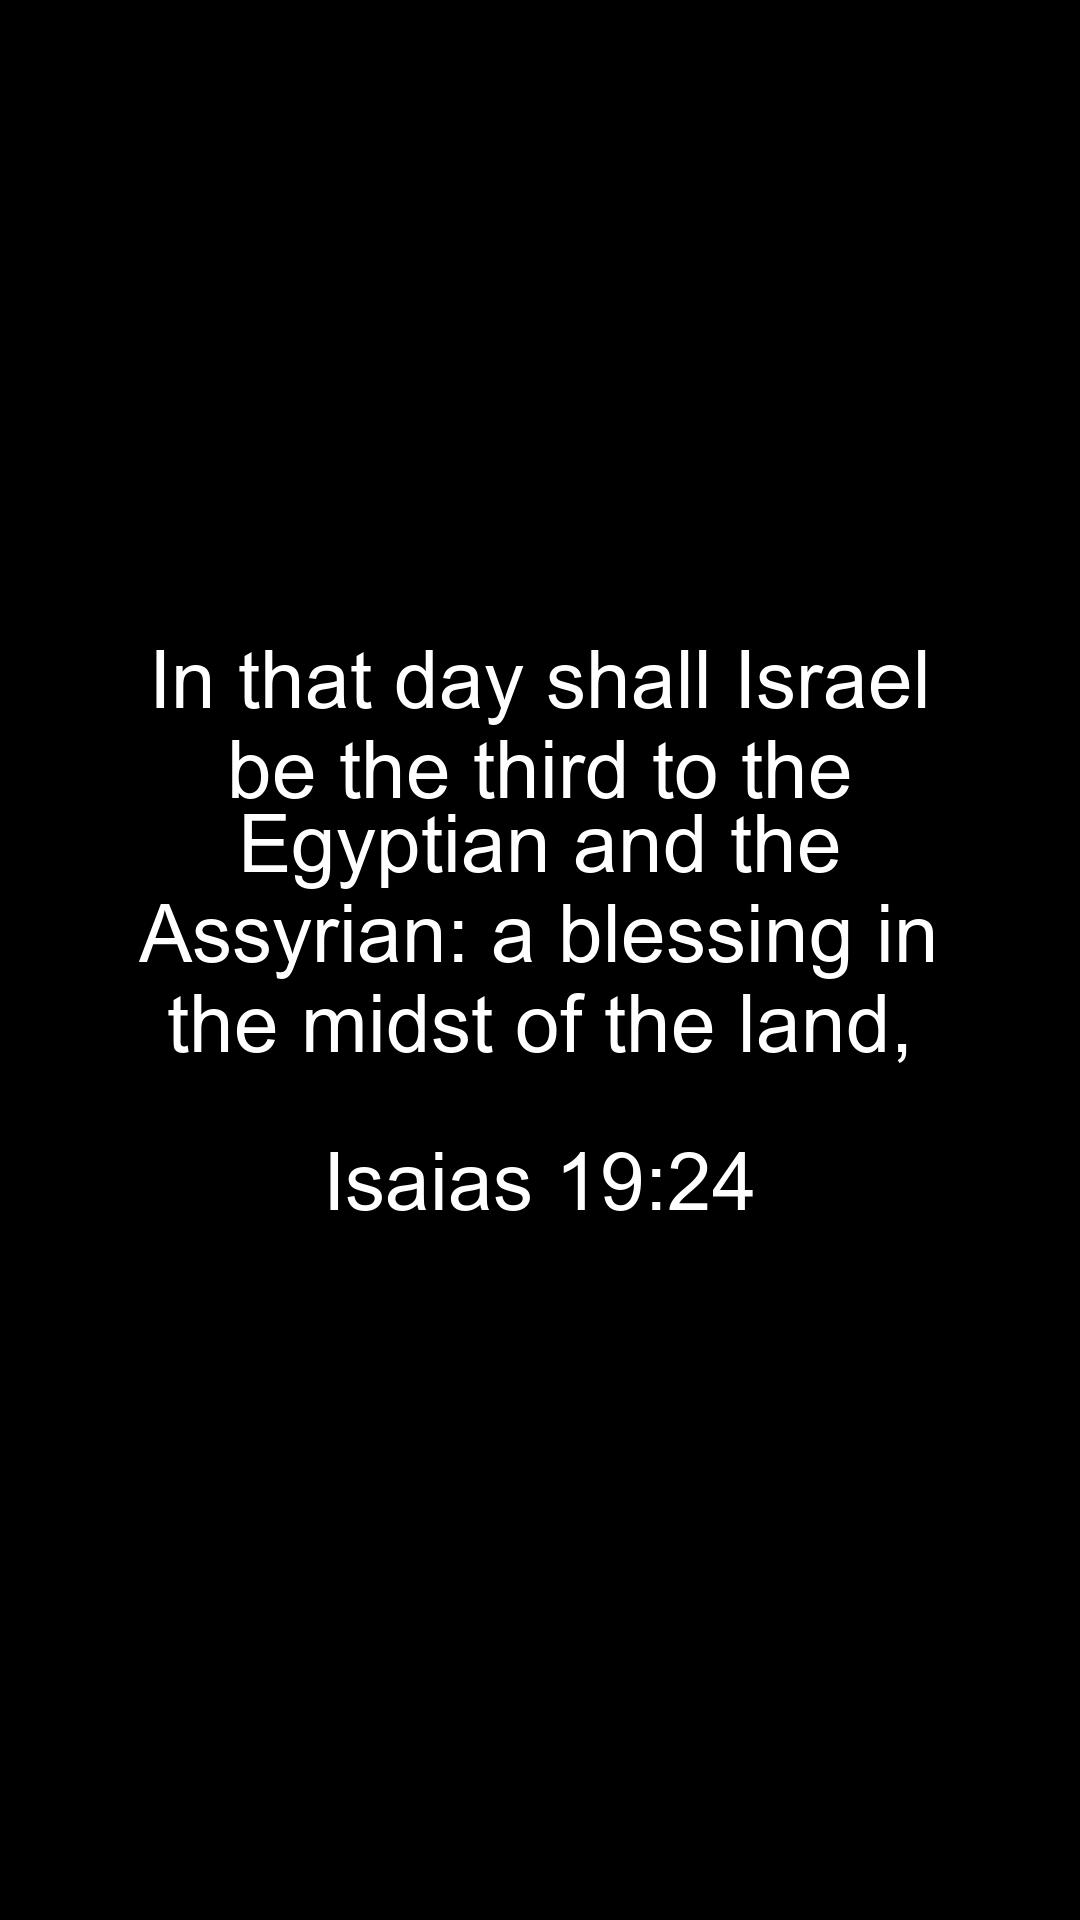 In that day shall Israel
be the third to the
Egyptian and the
Assyrian: a blessing in
the midst of the land,
Isaias 19:24